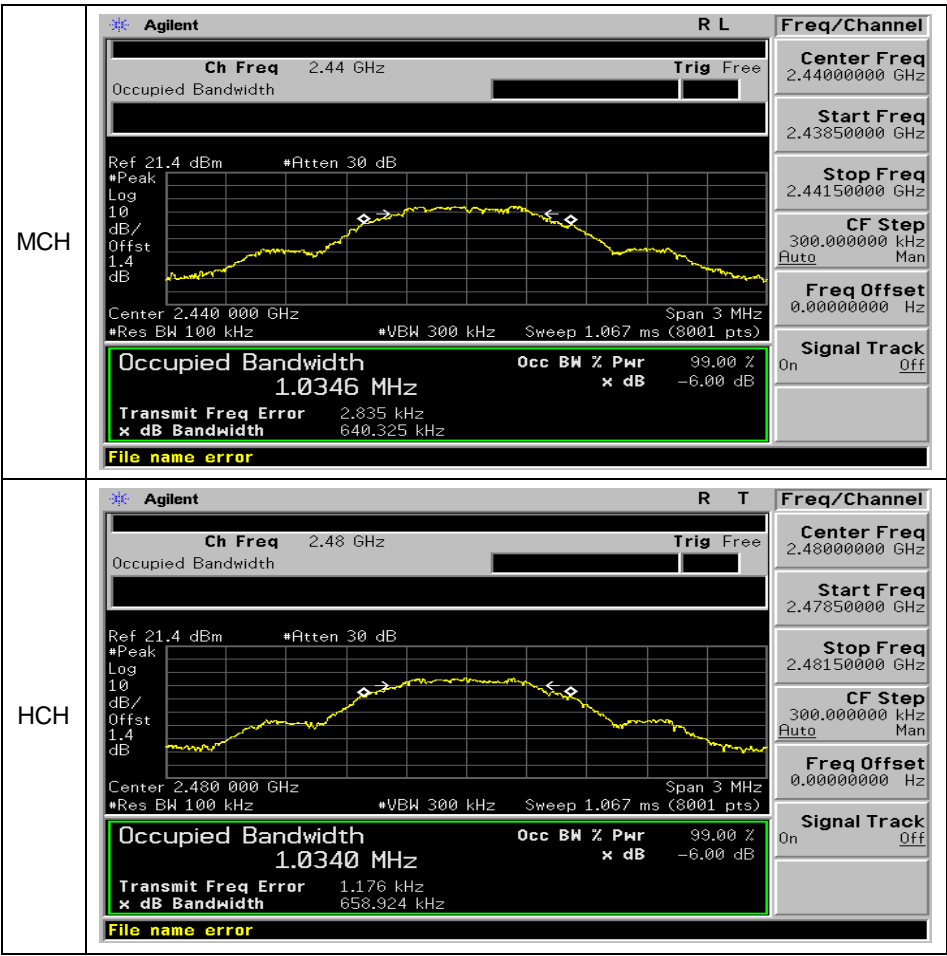 MCH
Agilent R L Freq/Channel
Ch Freq 2.44 GHz Trig Free
Occupied Bandwidth
Center Freq
2.44000000 GHz
Start Freq
2.43850000 GHz
Stop Freq
2.44150000 GHz
CF Step
300.000000 kHz
Auto Man
Freq Offset
0.00000000 Hz
Signal Track
On Off
Ref 21.4 dBm #Atten 30 dB
#Peak
Log
10
dB/
Offst
1.4
dB
Center 2.440 000 GHz Span 3 MHz
#Res BW 100 kHz #VBW 300 kHz Sweep 1.067 ms (8001 pts)
Occupied Bandwidth Occ BW % Pwr 99.00 %
1.0346 MHz x dB -6.00 dB
Transmit Freq Error 2.835 kHz
x dB Bandwidth 640.325 kHz
File name error
HCH
Agilent R T Freq/Channel
Ch Freq 2.48 GHz Trig Free
Occupied Bandwidth
Center Freq
2.48000000 GHz
Start Freq
2.47850000 GHz
Stop Freq
2.48150000 GHz
CF Step
300.000000 kHz
Auto Man
Freq Offset
0.00000000 Hz
Signal Track
On Off
Ref 21.4 dBm #Atten 30 dB
#Peak
Log
10
dB/
Offst
1.4
dB
Center 2.480 000 GHz Span 3 MHz
#Res BW 100 kHz #VBW 300 kHz Sweep 1.067 ms (8001 pts)
Occupied Bandwidth Occ BW % Pwr 99.00 %
1.0340 MHz x dB -6.00 dB
Transmit Freq Error 1.176 kHz
x dB Bandwidth 658.924 kHz
File name error